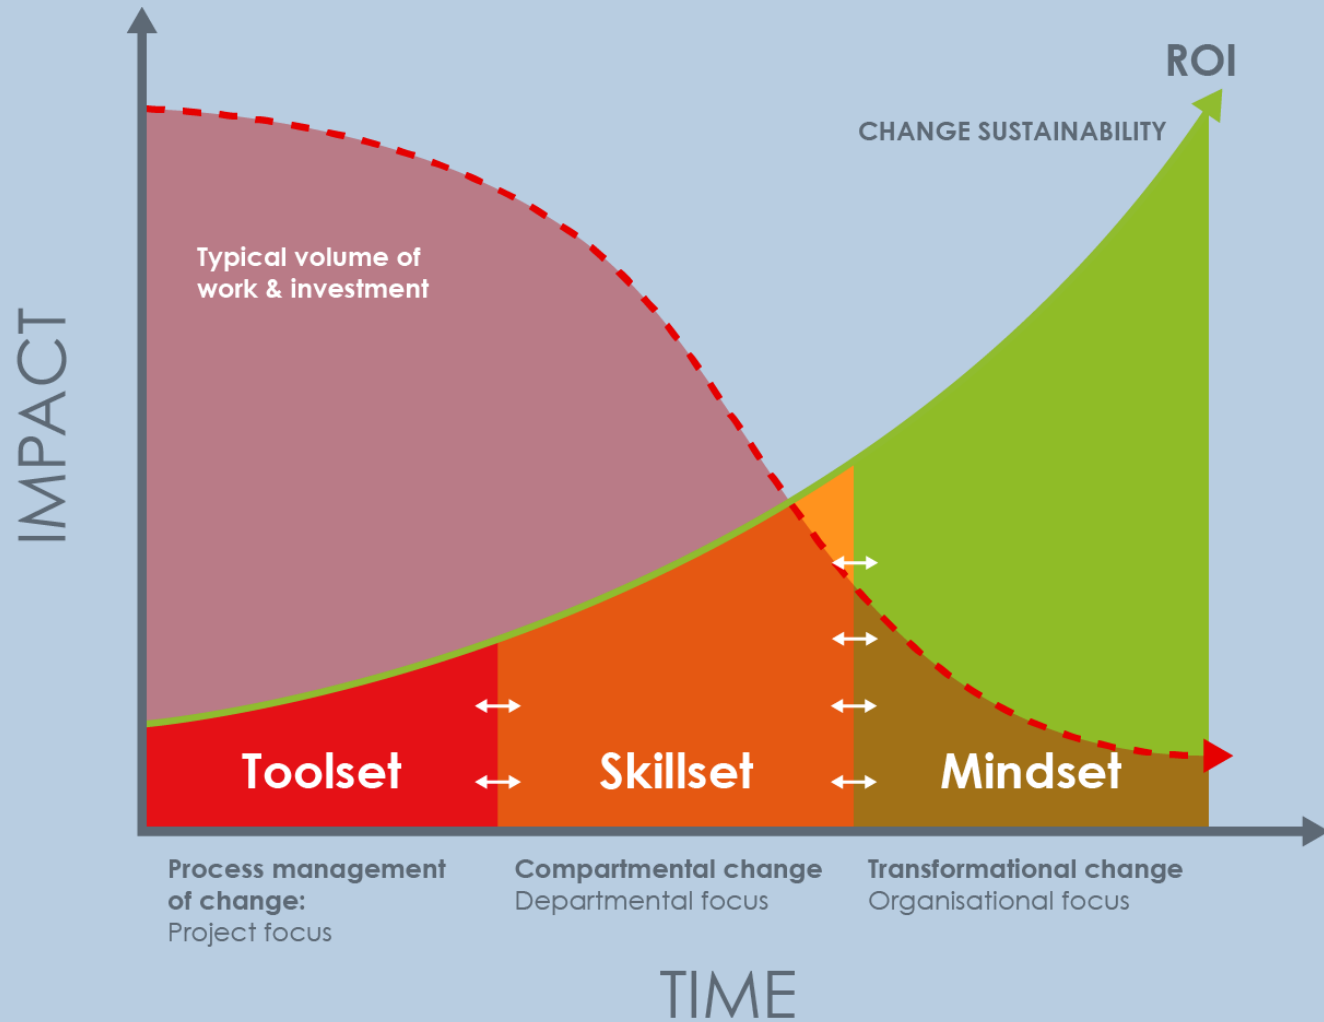 ROI
CHANGE SUSTAINABILITY
Typical volume of
work & investment
IMPACT
Toolset
Skillset
Mindset
Process management
of change:
Project focus
Compartmental change
Departmental focus
Transformational change
Organisational focus
TIME